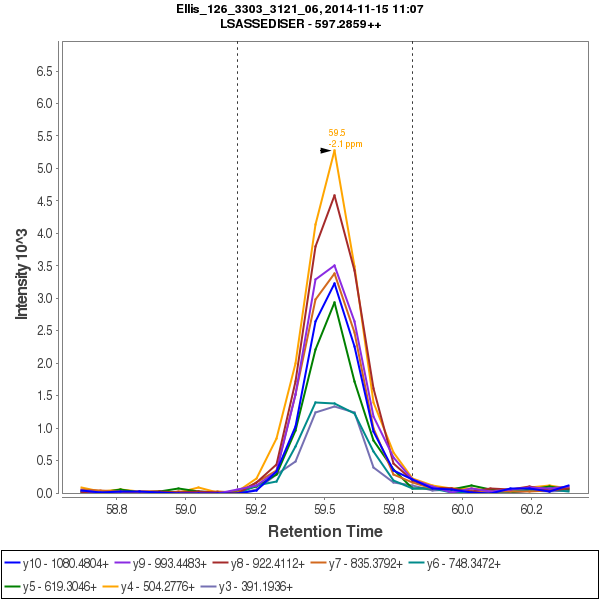 Ellis_126_3303_3121_06, 2014-11-15 11:07
LSASSEDISER - 597.2859++
59.5
-2.1 ppm
Intensity 10^3
6.5
6.0
5.5
5.0
4.5
4.0
3.5
3.0
2.5
2.0
1.5
1.0
0.5
0.0
58.8 59.0 59.2 59.5 59.8 60.0 60.2
Retention Time
y10 - 1080.4804+ y9 - 993.4483+ y8 - 922.4112+ y7 - 835.3792+ y6 - 748.3472+
y5 - 619.3046+ y4 - 504.2776+ y3 - 391.1936+